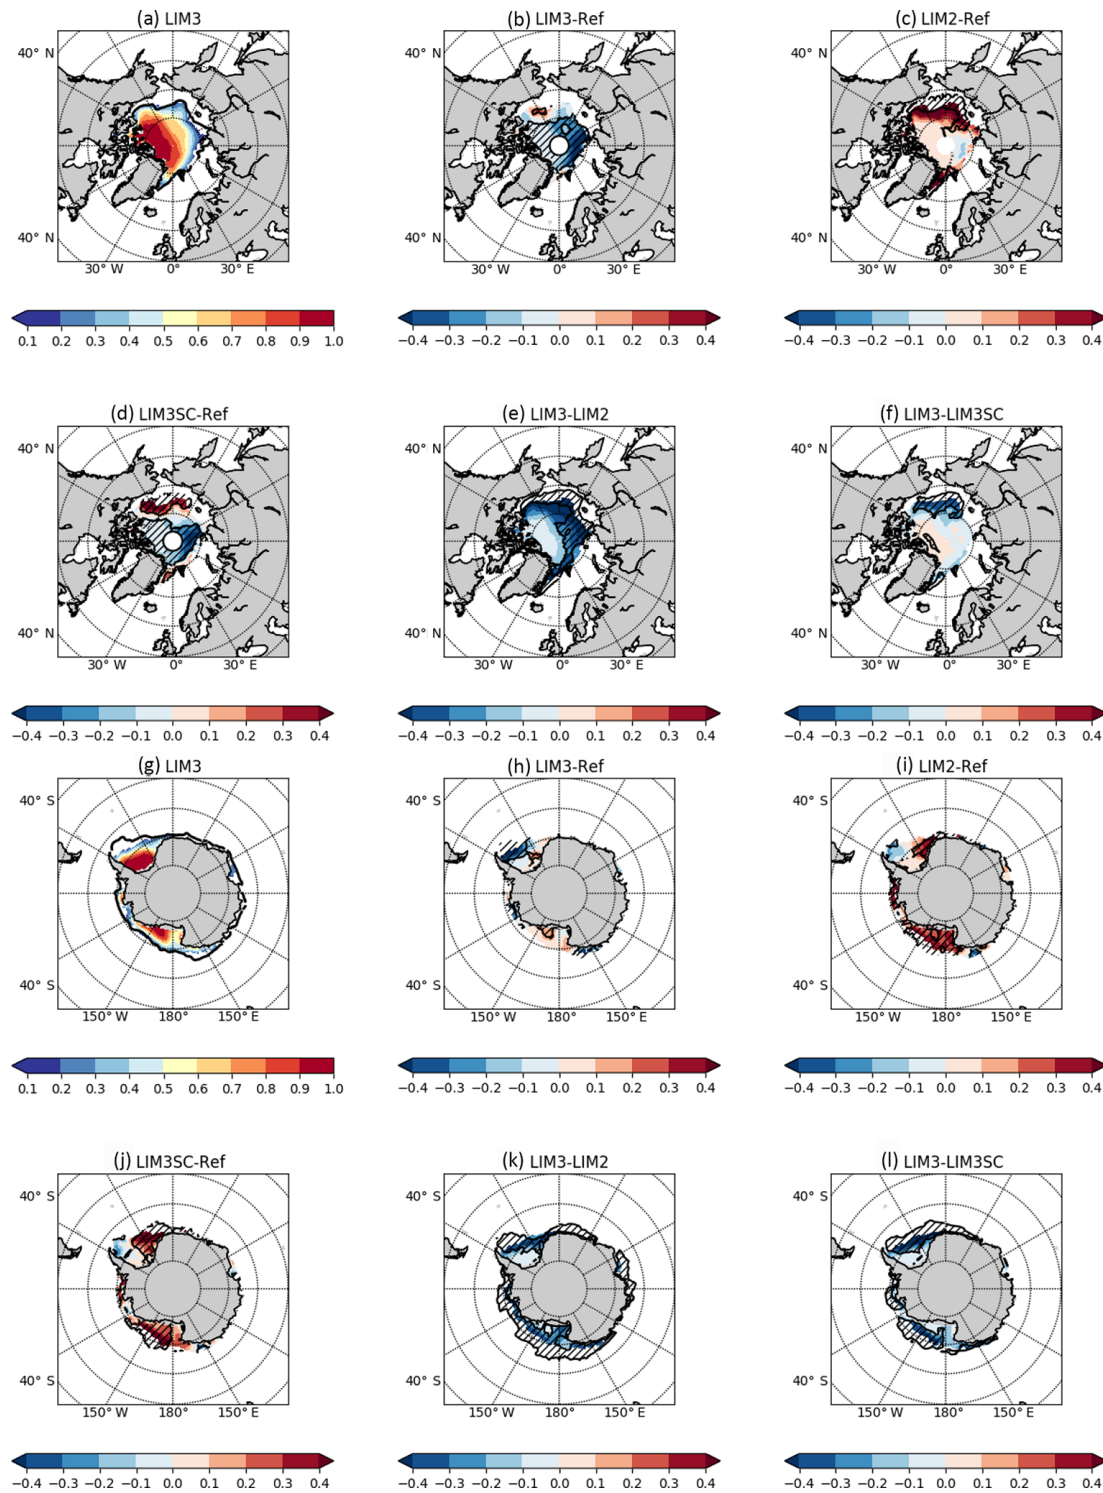 (a) LIM3 (b) LIM3-Ref (c) LIM2-Ref
40° N 40° N 40° N
40° N 40° N 40° N
30° W 0° 30° E 30° W 0° 30° E 30° W 0° 30° E
0.1 0.2 0.3 0.4 0.5 0.6 0.7 0.8 0.9 1.0 −0.4 −0.3 −0.2 −0.1 0.0 0.1 0.2 0.3 0.4 −0.4 −0.3 −0.2 −0.1 0.0 0.1 0.2 0.3 0.4
(d) LIM3SC-Ref (e) LIM3-LIM2 (f) LIM3-LIM3SC
40° N 40° N 40° N
40° N 40° N 40° N
30° W 0° 30° E 30° W 0° 30° E 30° W 0° 30° E
−0.4 −0.3 −0.2 −0.1 0.0 0.1 0.2 0.3 0.4 −0.4 −0.3 −0.2 −0.1 0.0 0.1 0.2 0.3 0.4 −0.4 −0.3 −0.2 −0.1 0.0 0.1 0.2 0.3 0.4
(g) LIM3 (h) LIM3-Ref (i) LIM2-Ref
40° S 40° S 40° S
40° S 40° S 40° S
150° W 180° 150° E 150° W 180° 150° E 150° W 180° 150° E
0.1 0.2 0.3 0.4 0.5 0.6 0.7 0.8 0.9 1.0 −0.4 −0.3 −0.2 −0.1 0.0 0.1 0.2 0.3 0.4 −0.4 −0.3 −0.2 −0.1 0.0 0.1 0.2 0.3 0.4
(j) LIM3SC-Ref (k) LIM3-LIM2 (l) LIM3-LIM3SC
40° S 40° S 40° S
40° S 40° S 40° S
150° W 180° 150° E 150° W 180° 150° E 150° W 180° 150° E
−0.4 −0.3 −0.2 −0.1 0.0 0.1 0.2 0.3 0.4 −0.4 −0.3 −0.2 −0.1 0.0 0.1 0.2 0.3 0.4 −0.4 −0.3 −0.2 −0.1 0.0 0.1 0.2 0.3 0.4